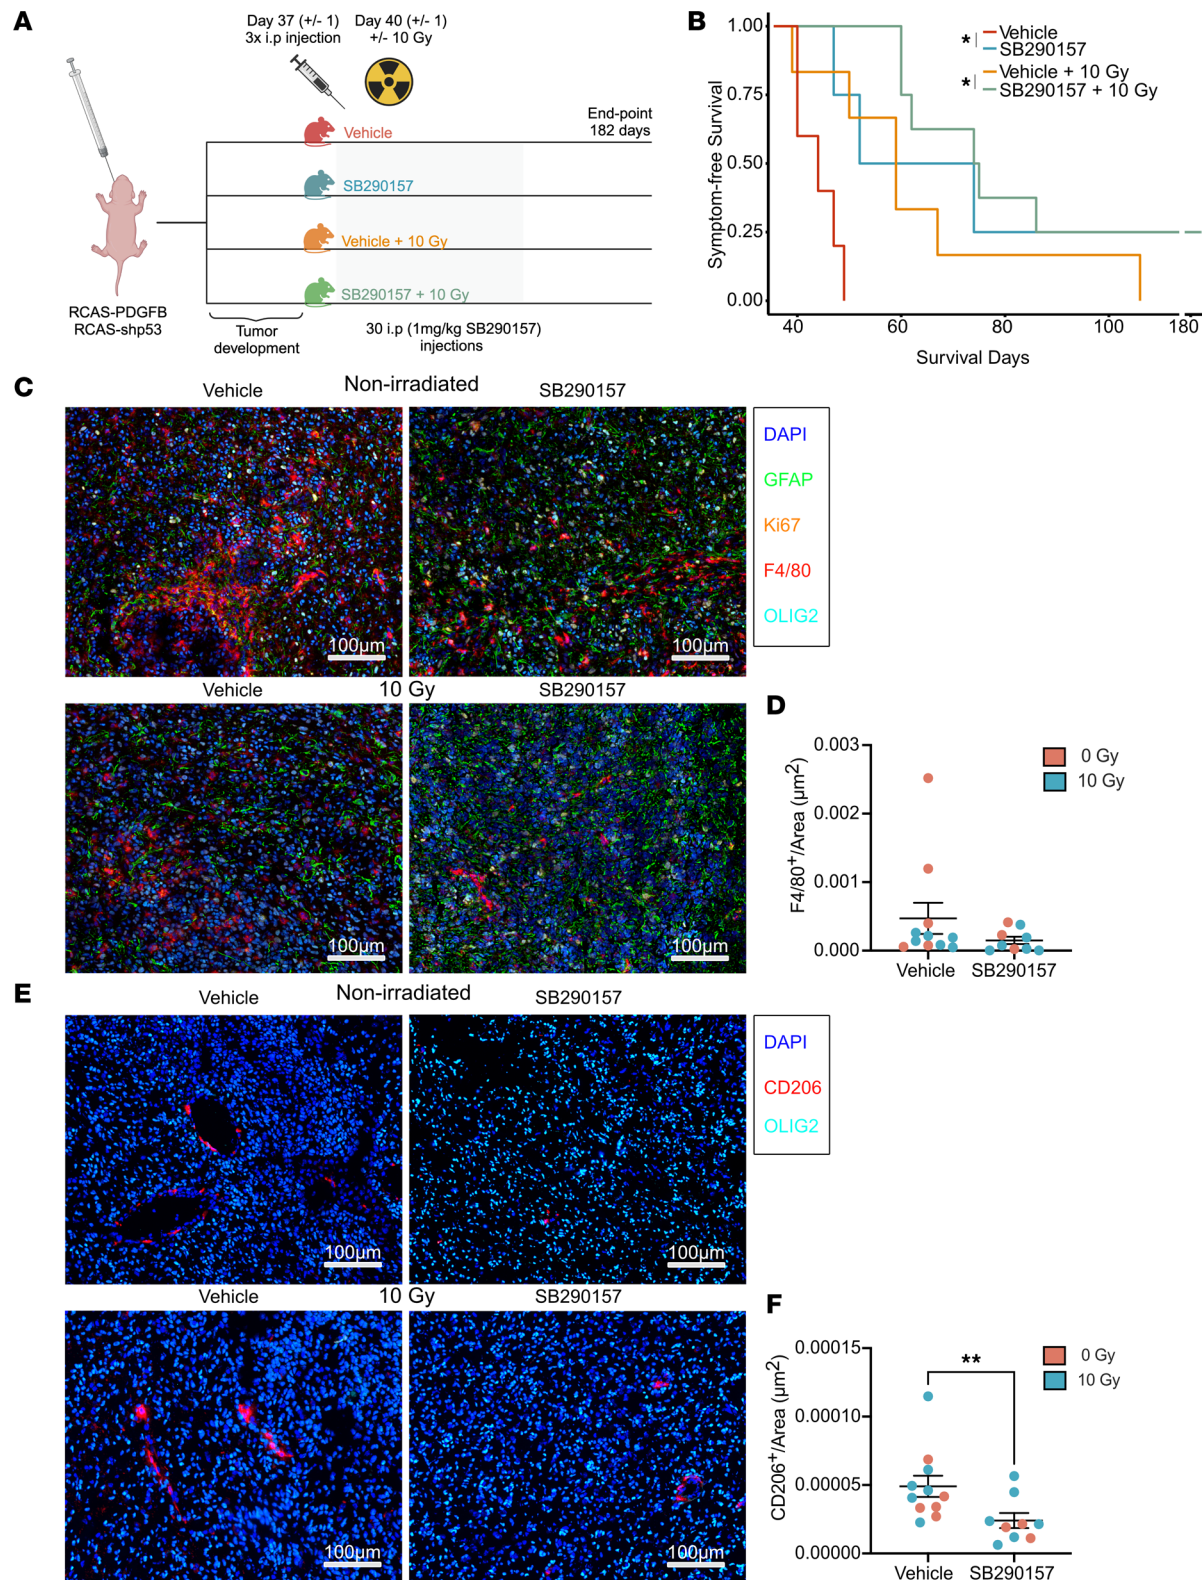 A
Day 37 (+/- 1)
3x i.p injection
Day 40 (+/- 1)
+/- 10 Gy
End-point
182 days
Vehicle
SB290157
Vehicle + 10 Gy
SB290157 + 10 Gy
RCAS-PDGFB
RCAS-shp53
Tumor
development
30 i.p (1mg/kg SB290157)
injections
B
Symptom-free Survival
1.00
0.75
0.50
0.25
0.00
40
60
80
100
180
Survival Days
* Vehicle
SB290157
* Vehicle + 10 Gy
SB290157 + 10 Gy
C
Non-irradiated
Vehicle
SB290157
100µm
100µm
DAPI
GFAP
Ki67
F4/80
OLIG2
10 Gy
Vehicle
SB290157
100µm
100µm
D
F4/80+/Area (µm²)
0.003
0.002
0.001
0.000
Vehicle
SB290157
0 Gy
10 Gy
E
Non-irradiated
Vehicle
SB290157
100µm
100µm
DAPI
CD206
OLIG2
10 Gy
Vehicle
SB290157
100µm
100µm
F
CD206+/Area (µm²)
0.00015
0.00010
0.00005
0.00000
**
Vehicle
SB290157
0 Gy
10 Gy